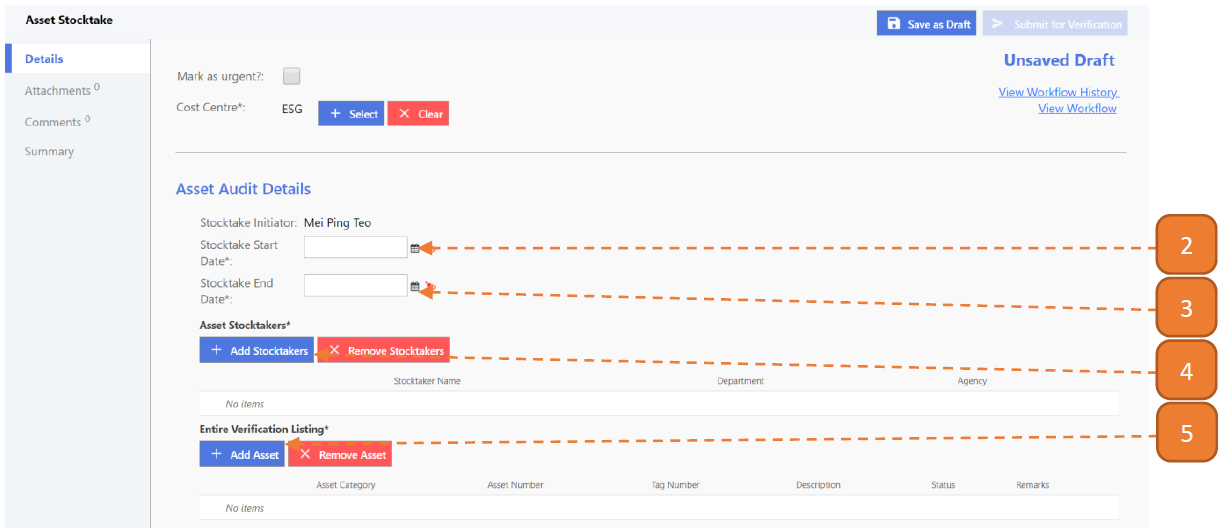 Asset Stocktake
Save as Draft
Submit for Verification
Details
Attachments 0
Comments 0
Summary
Mark as urgent?:
Cost Centre*: ESG + Select × Clear
Unsaved Draft
View Workflow History
View Workflow
Asset Audit Details
Stocktake Initiator: Mei Ping Teo
Stocktake Start
Date*:
2
Stocktake End
Date*:
3
Asset Stocktakers*
+ Add Stocktakers × Remove Stocktakers
4
Stocktaker Name Department Agency
No items
Entire Verification Listing*
+ Add Asset × Remove Asset
5
Asset Category Asset Number Tag Number Description Status Remarks
No items